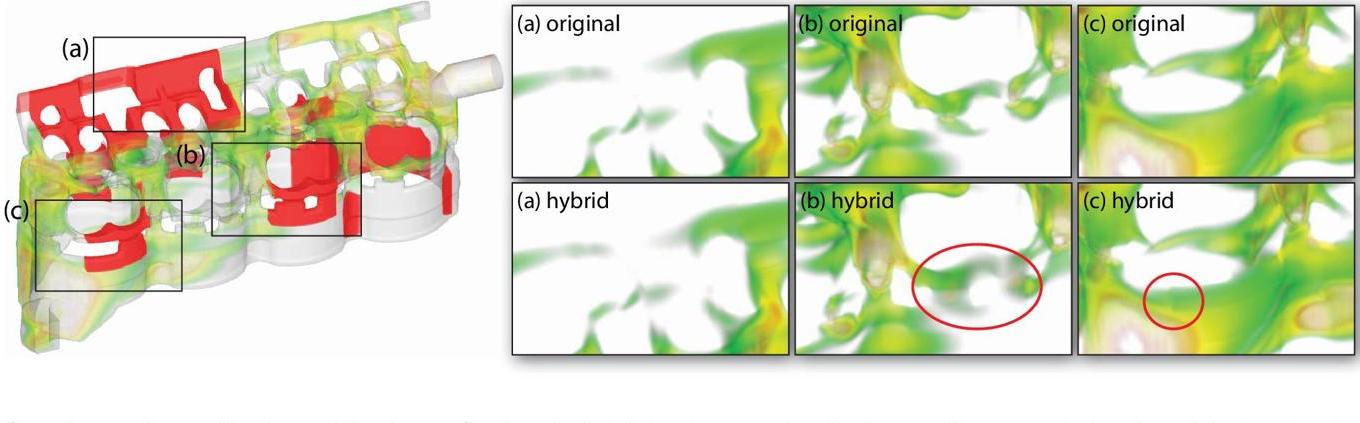 (a)
(b)
(c)
(a) original
(b) original
(c) original
(a) hybrid
(b) hybrid
(c) hybrid